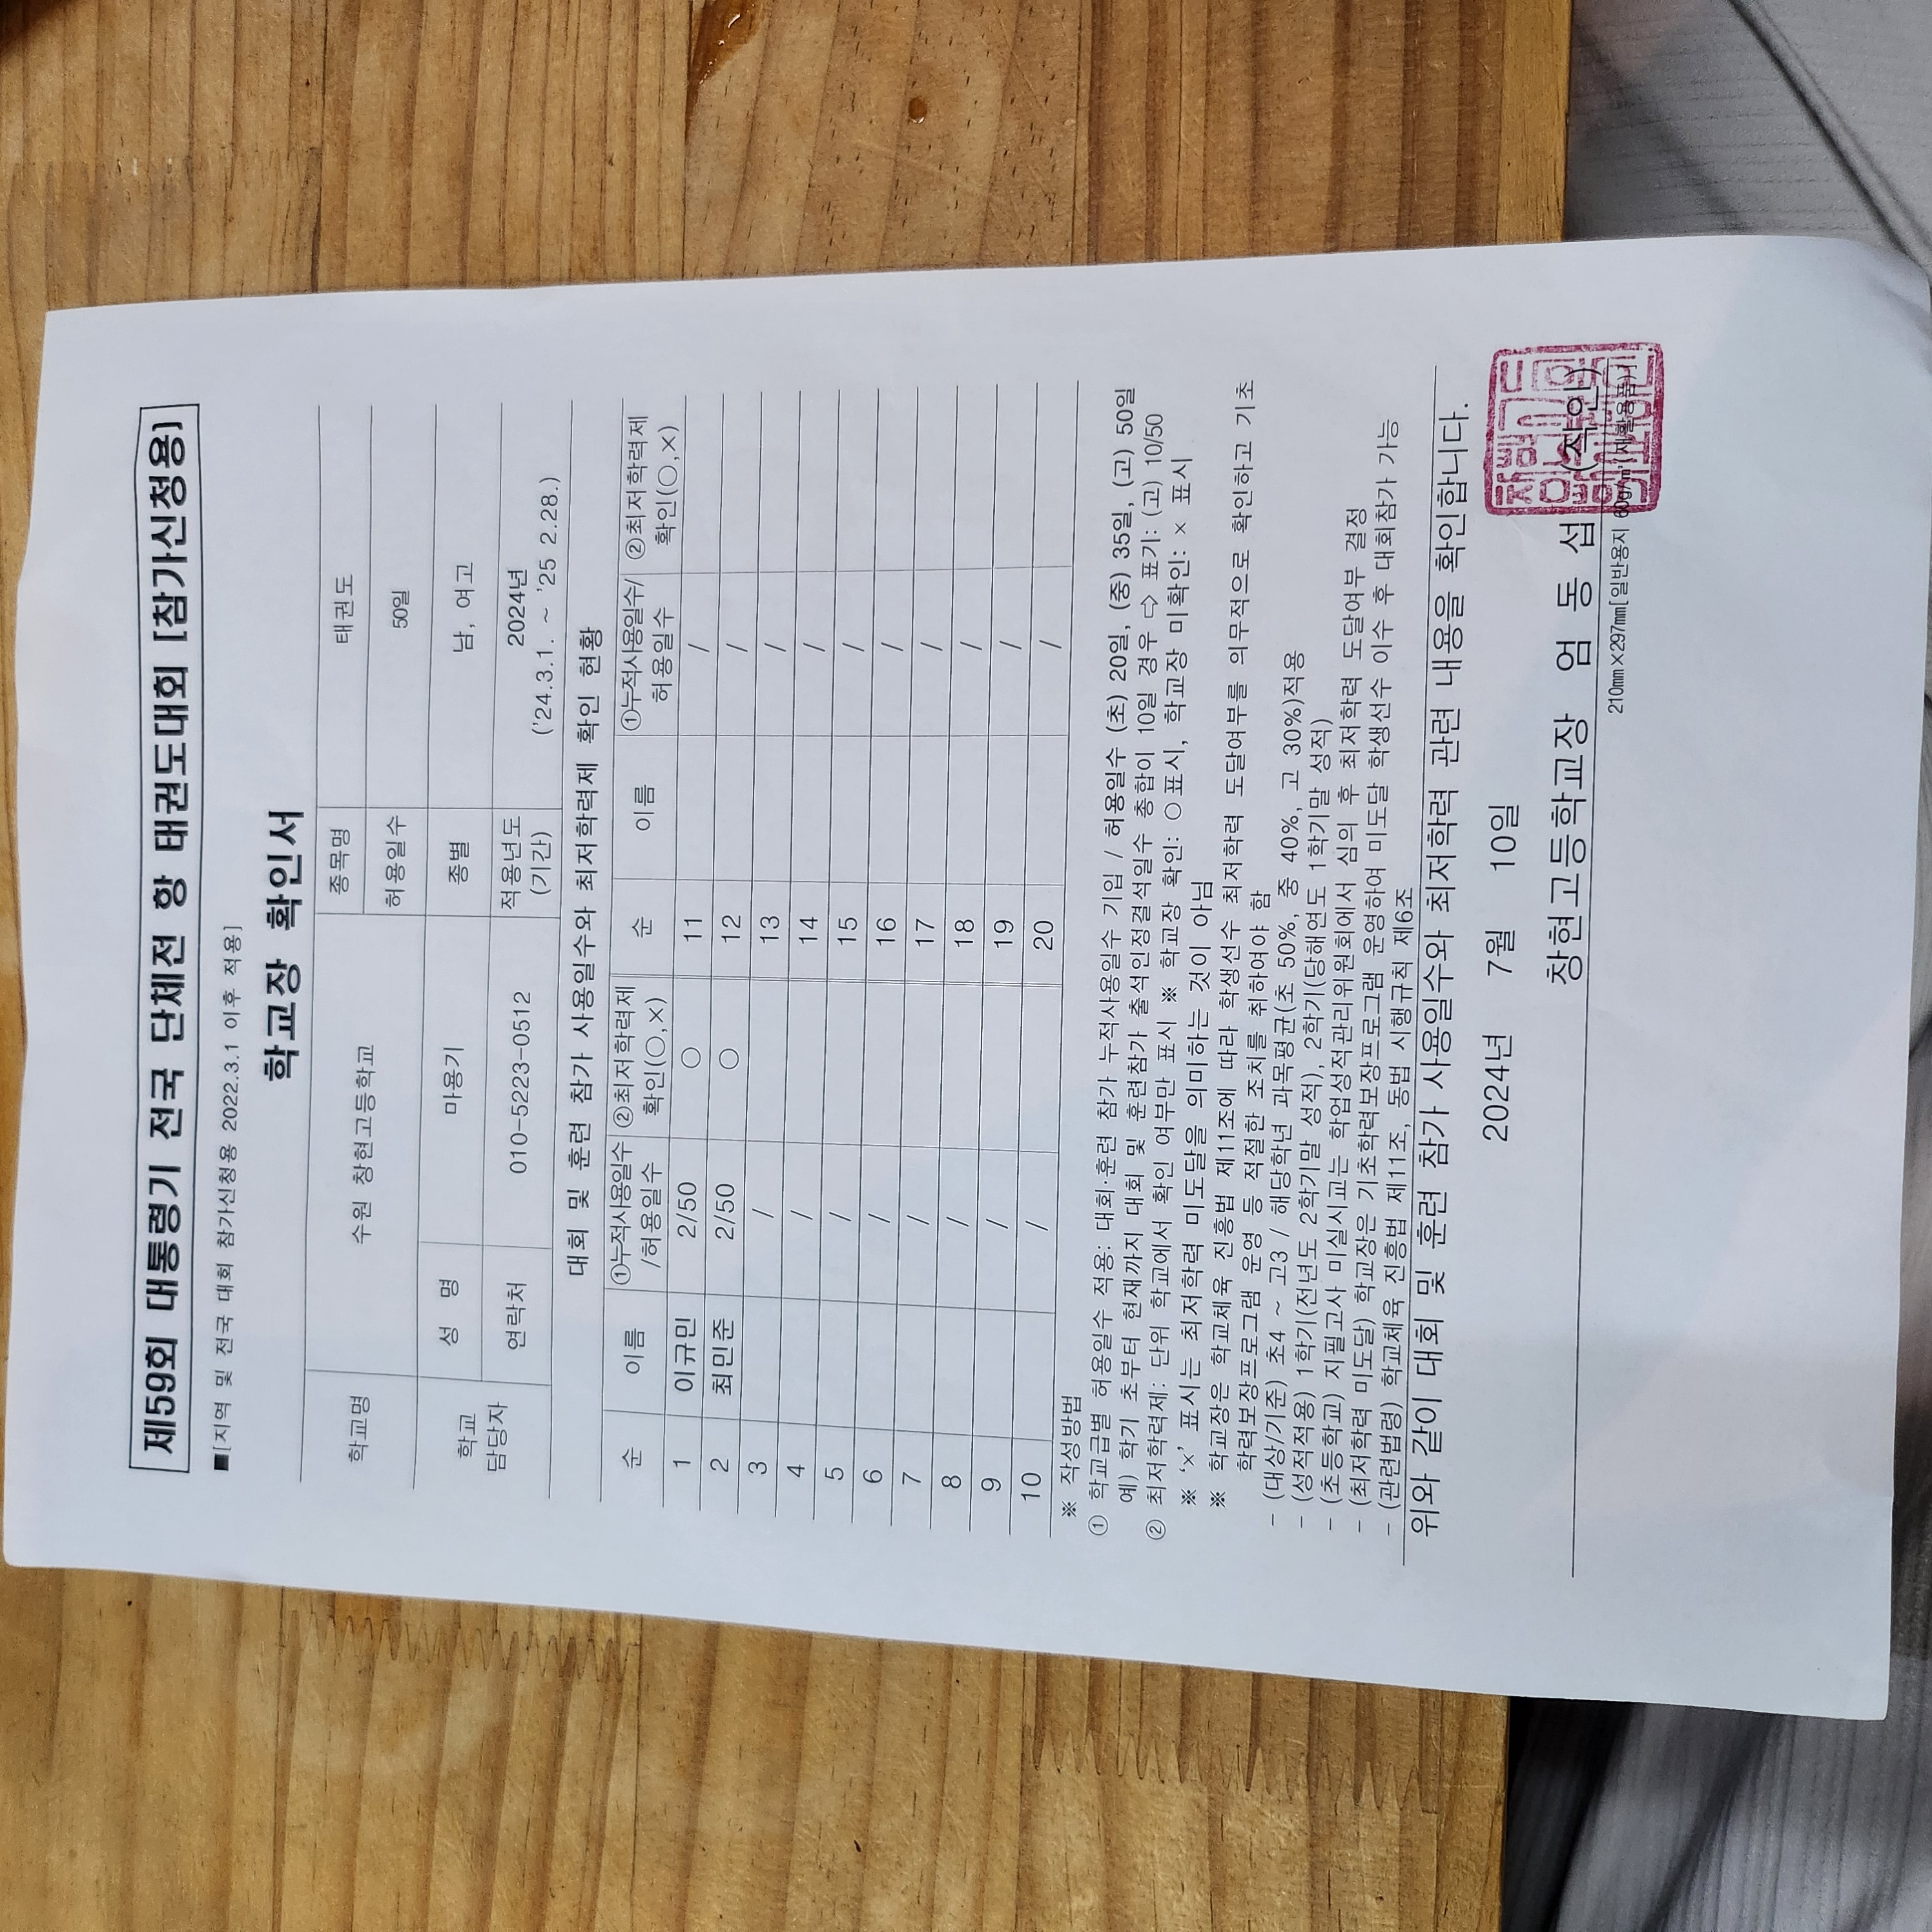 제59회 대통령기 전국 단체전 항 태권도대회 [참가신청용]
■[지역 및 전국 대회 참가신청용 2022.3.1 이후 적용]
학교장 확인서
학교명 수원 창현고등학교 종목명 태권도
허용일수 50일
학교 담당자 성 명 마용기 종별 남, 여 고
연락처 010-5223-0512 적용년도 (기간) 2024년 ('24.3.1. ~ '25 2.28.)
대회 및 훈련 참가 사용일수와 최저학력제 확인 현황
순 이름 ①누적사용일수 /허용일수 ②최저학력제 확인(○,×) 순 이름 ①누적사용일수/ 허용일수 ②최저학력제 확인(○,×)
1 이규민 2/50 ○ 11 /
2 최민준 2/50 ○ 12 /
3 / 13 /
4 / 14 /
5 / 15 /
6 / 16 /
7 / 17 /
8 / 18 /
9 / 19 /
10 / 20 /
※ 작성방법
① 학교급별 허용일수 적용: 대회·훈련 참가 누적사용일수 기입 / 허용일수 (초) 20일, (중) 35일, (고) 50일
예) 학기 초부터 현재까지 대회 및 훈련참가 출석인정결석일수 총합이 10일 경우 ⇨ 표기: (고) 10/50
② 최저학력제: 단위 학교에서 확인 여부만 표시 ※ 학교장 확인: ○ 표시, 학교장 미확인: × 표시
※ ‘×’ 표시는 최저학력 미도달을 의미하는 것이 아님
※ 학교장은 학교체육 진흥법 제11조에 따라 학생선수 최저학력 도달여부를 의무적으로 확인하고 기초
학력보장프로그램 운영 등 적절한 조치를 취하여야 함
- (대상/기준) 초4 ~ 고3 / 해당학년 과목평균(초 50%, 중 40%, 고 30%)적용
- (성적적용) 1학기(전년도 2학기말 성적), 2학기(당해연도 1학기말 성적)
- (초등학교) 지필고사 미실시교는 학업성적관리위원회에서 심의 후 최저학력 도달여부 결정
- (최저학력 미도달) 학교장은 기초학력보장프로그램 운영하여 미도달 학생선수 이수 후 대회참가 가능
- (관련법령) 학교체육 진흥법 제11조, 동법 시행규칙 제6조
위와 같이 대회 및 훈련 참가 사용일수와 최저학력 관련 내용을 확인합니다.
2024년 7월 10일
창현고등학교장 엄 동 섭 (직인)
210㎜×297㎜[일반용지 60g/㎡(재활용품)]